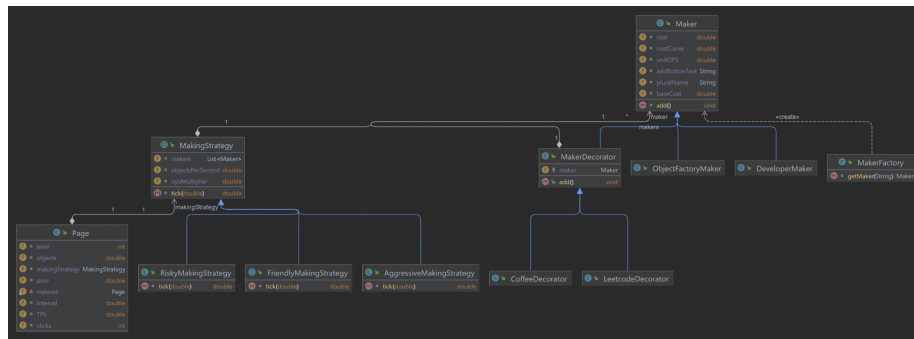 Maker
cost double
costCurve double
unitOPS double
addButtonText String
pluralName String
baseCost double
add() void
1
1
*
maker
makers
«create»
MakingStrategy
makers List<Maker>
objectsPerSecond double
opsMultiplier double
tick(double) double
1
MakerDecorator
maker Maker
add() void
ObjectFactoryMaker
DeveloperMaker
MakerFactory
getMaker(String) Maker
1
1
makingStrategy
Page
level int
objects double
makingStrategy MakingStrategy
prev double
instance Page
interval double
TPS double
clicks int
RiskyMakingStrategy
tick(double) double
FriendlyMakingStrategy
tick(double) double
AggressiveMakingStrategy
tick(double) double
CoffeeDecorator
LeetcodeDecorator